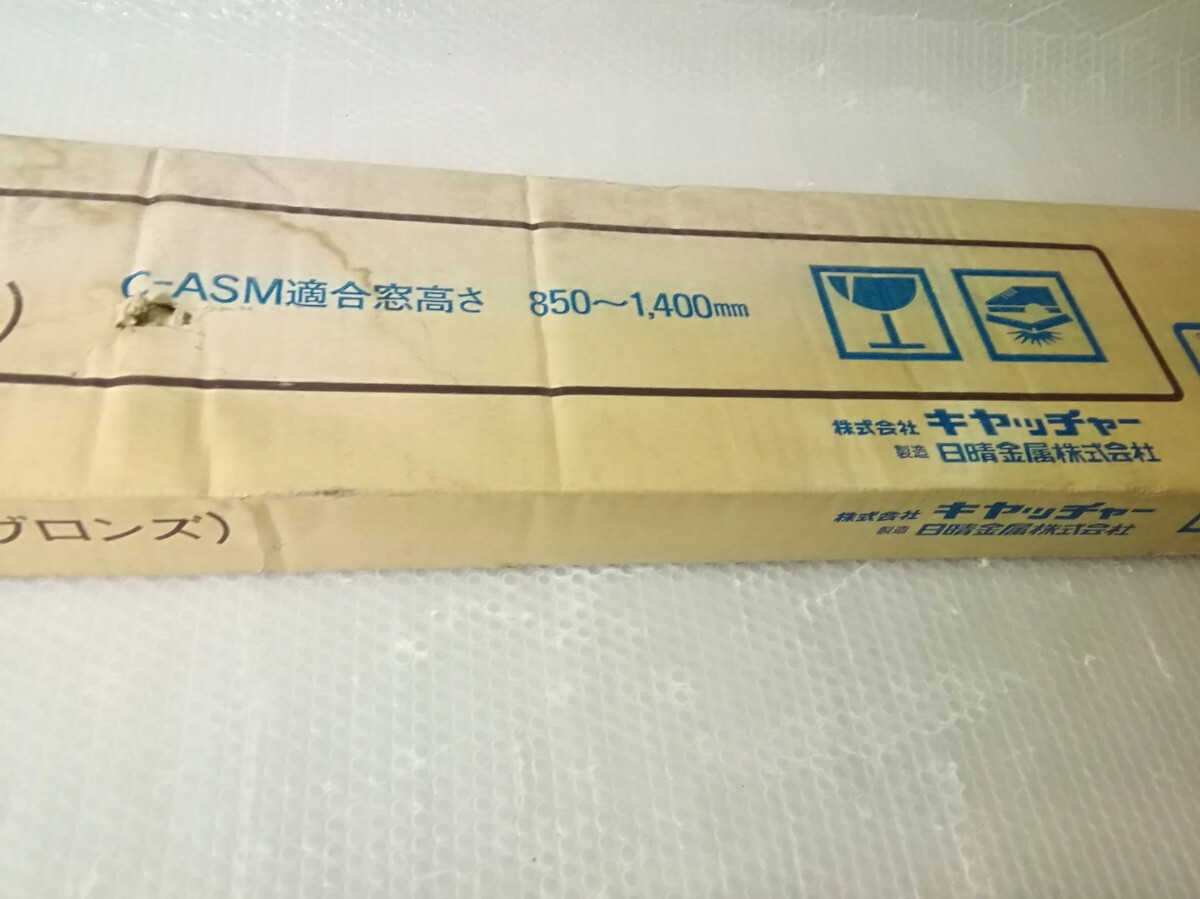 )
C-ASM適合窓高さ 850〜1,400mm
株式会社 キャッチャー
製造 日晴金属株式会社
ブロンズ)
株式会社 キャッチャー
製造 日晴金属株式会社